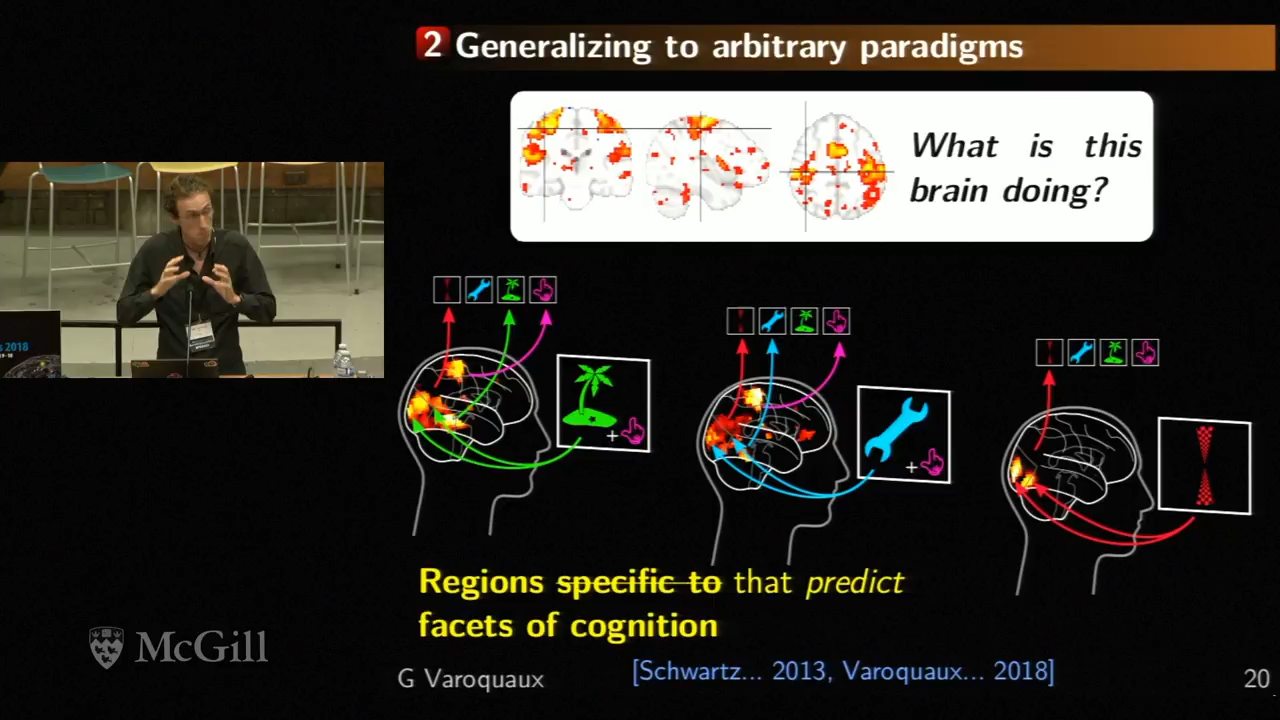 2 Generalizing to arbitrary paradigms
What is this
brain doing?
+
+
Regions specific to that predict
facets of cognition
McGill
G Varoquaux
[Schwartz... 2013, Varoquaux... 2018]
20
2018